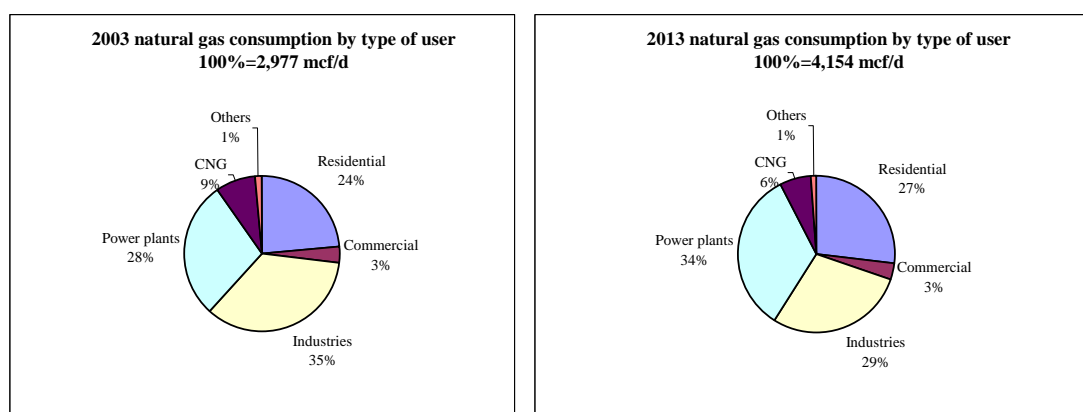 2003 natural gas consumption by type of user
100%=2,977 mcf/d
Others
1%
CNG
9%
Residential
24%
Power plants
28%
Commercial
3%
Industries
35%
2013 natural gas consumption by type of user
100%=4,154 mcf/d
Others
1%
CNG
6%
Residential
27%
Power plants
34%
Commercial
3%
Industries
29%